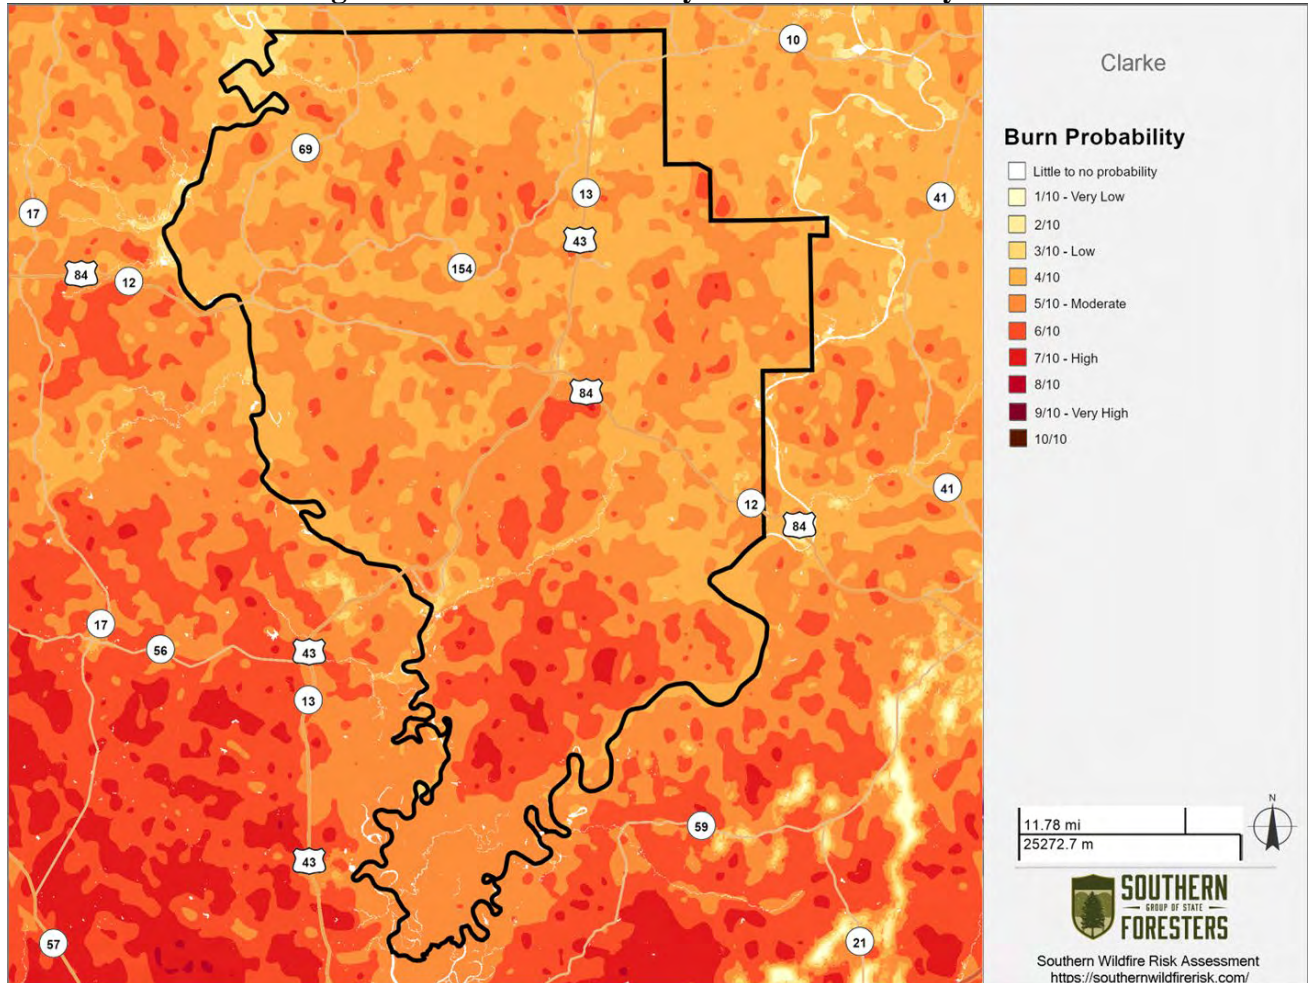 10
Clarke
Burn Probability
Little to no probability
1/10 - Very Low
2/10
3/10 - Low
4/10
5/10 - Moderate
6/10
7/10 - High
8/10
9/10 - Very High
10/10
69
13
41
17
43
154
84
12
84
12
41
84
17
56
43
13
59
43
57
21
N
11.78 mi
25272.7 m
SOUTHERN
GROUP OF STATE
FORESTERS
Southern Wildfire Risk Assessment
https://southernwildfirerisk.com/